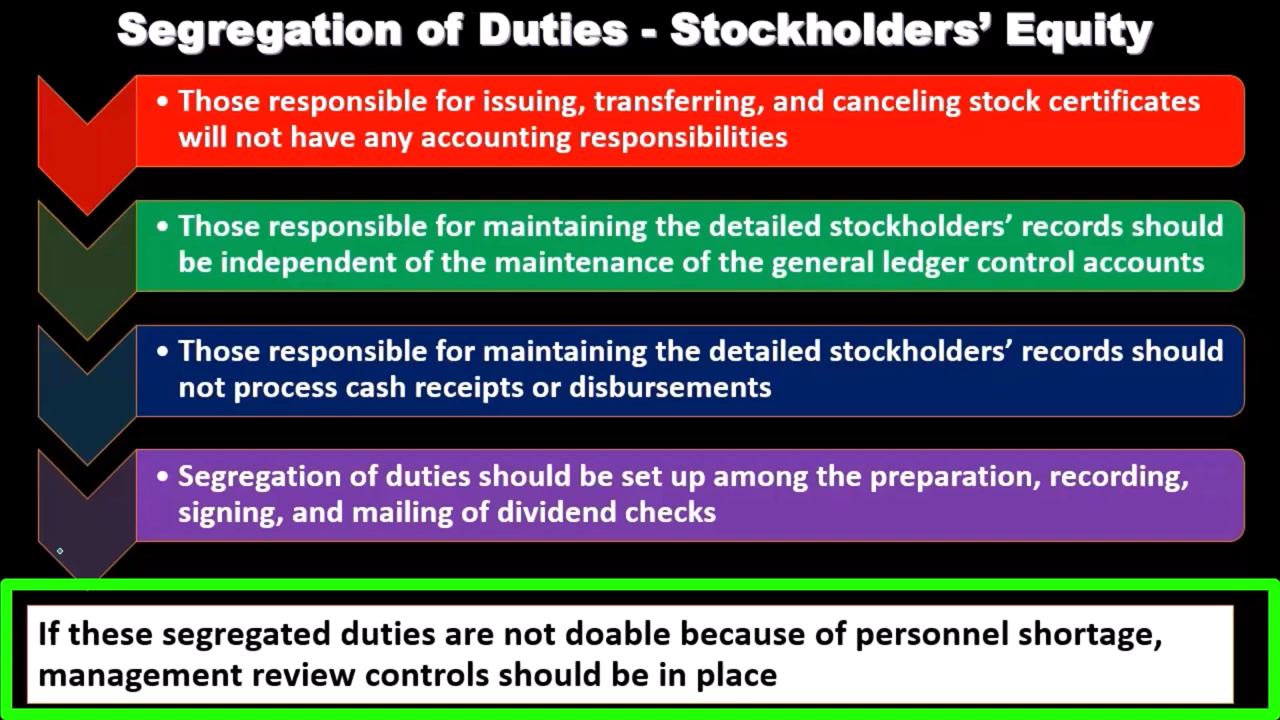 Segregation of Duties - Stockholders’ Equity
• Those responsible for issuing, transferring, and canceling stock certificates
will not have any accounting responsibilities
• Those responsible for maintaining the detailed stockholders’ records should
be independent of the maintenance of the general ledger control accounts
• Those responsible for maintaining the detailed stockholders’ records should
not process cash receipts or disbursements
• Segregation of duties should be set up among the preparation, recording,
signing, and mailing of dividend checks
If these segregated duties are not doable because of personnel shortage,
management review controls should be in place